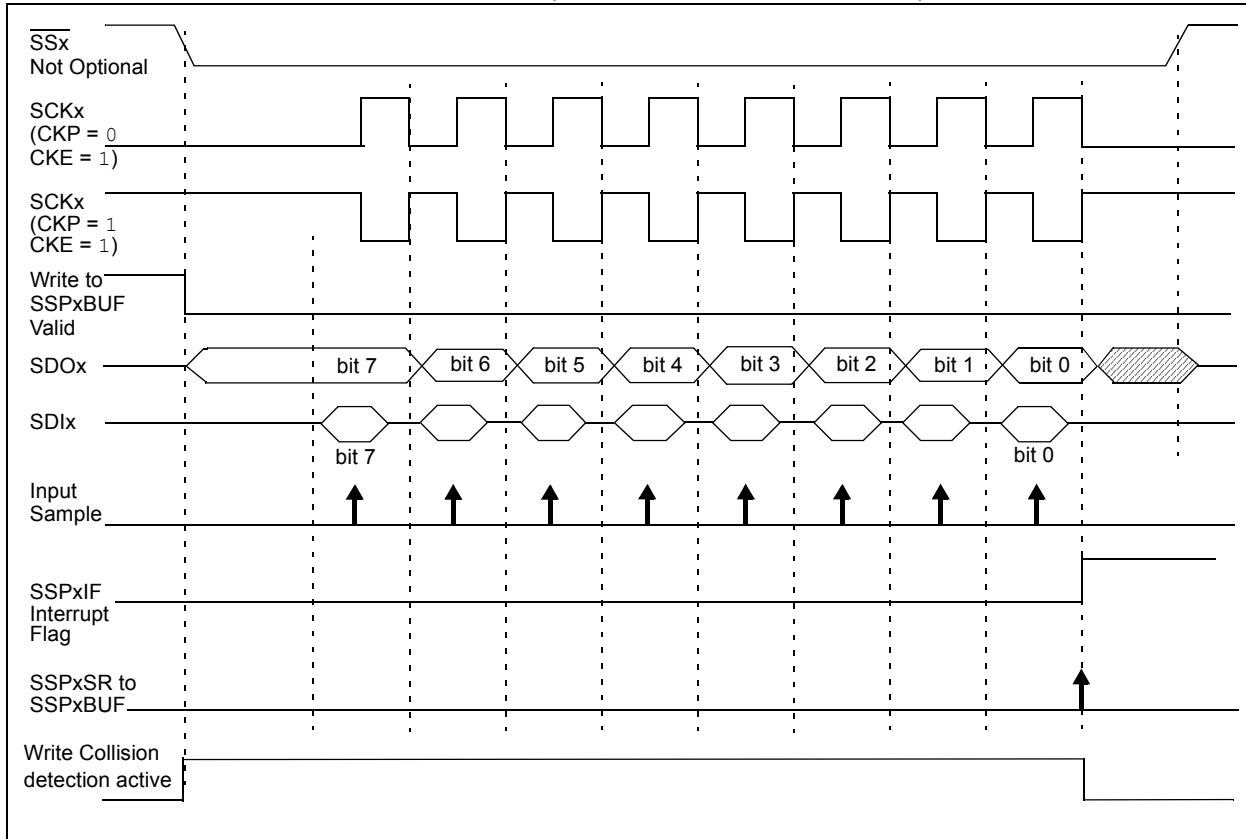 SSx
Not Optional
SCKx
(CKP = 0
CKE = 1)
SCKx
(CKP = 1
CKE = 1)
Write to
SSPxBUF
Valid
SDOx
bit 7
bit 6
bit 5
bit 4
bit 3
bit 2
bit 1
bit 0
SDIx
bit 7
bit 0
Input
Sample
SSPxIF
Interrupt
Flag
SSPxSR to
SSPxBUF
Write Collision
detection active